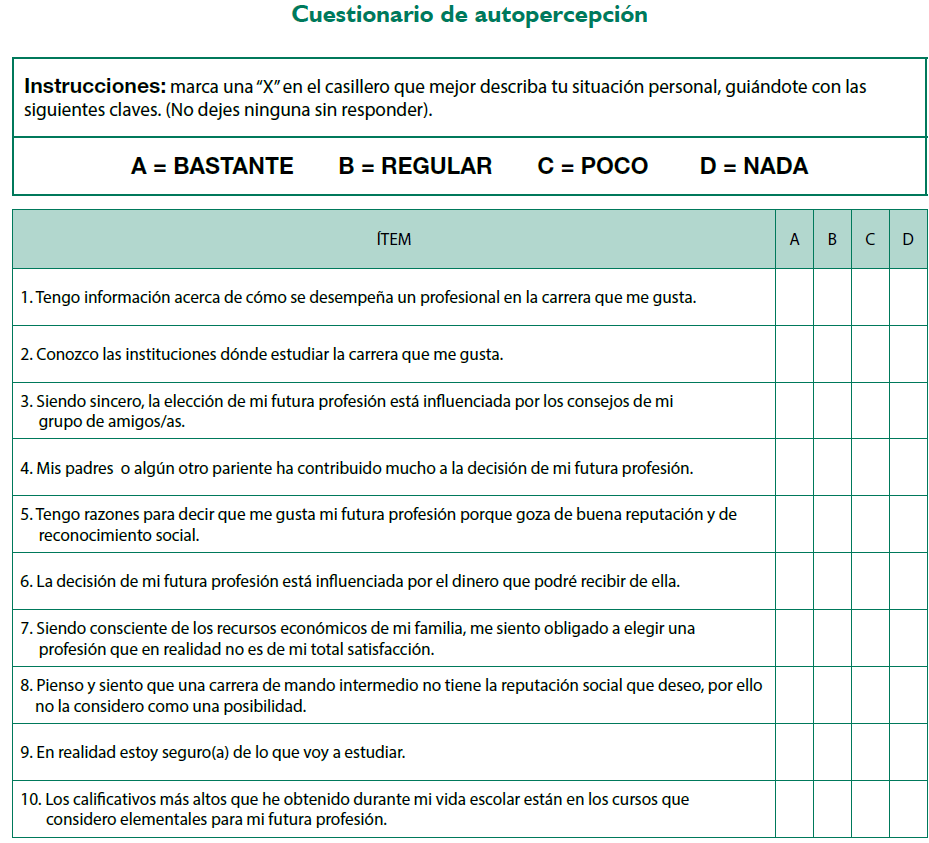 Cuestionario de autopercepción
Instrucciones: marca una “X” en el casillero que mejor describa tu situación personal, guiándote con las
siguientes claves. (No dejes ninguna sin responder).
A = BASTANTE B = REGULAR C = POCO D = NADA
ÍTEM A B C D
1. Tengo información acerca de cómo se desempeña un profesional en la carrera que me gusta.
2. Conozco las instituciones dónde estudiar la carrera que me gusta.
3. Siendo sincero, la elección de mi futura profesión está influenciada por los consejos de mi
grupo de amigos/as.
4. Mis padres o algún otro pariente ha contribuido mucho a la decisión de mi futura profesión.
5. Tengo razones para decir que me gusta mi futura profesión porque goza de buena reputación y de
reconocimiento social.
6. La decisión de mi futura profesión está influenciada por el dinero que podré recibir de ella.
7. Siendo consciente de los recursos económicos de mi familia, me siento obligado a elegir una
profesión que en realidad no es de mi total satisfacción.
8. Pienso y siento que una carrera de mando intermedio no tiene la reputación social que deseo, por ello
no la considero como una posibilidad.
9. En realidad estoy seguro(a) de lo que voy a estudiar.
10. Los calificativos más altos que he obtenido durante mi vida escolar están en los cursos que
considero elementales para mi futura profesión.